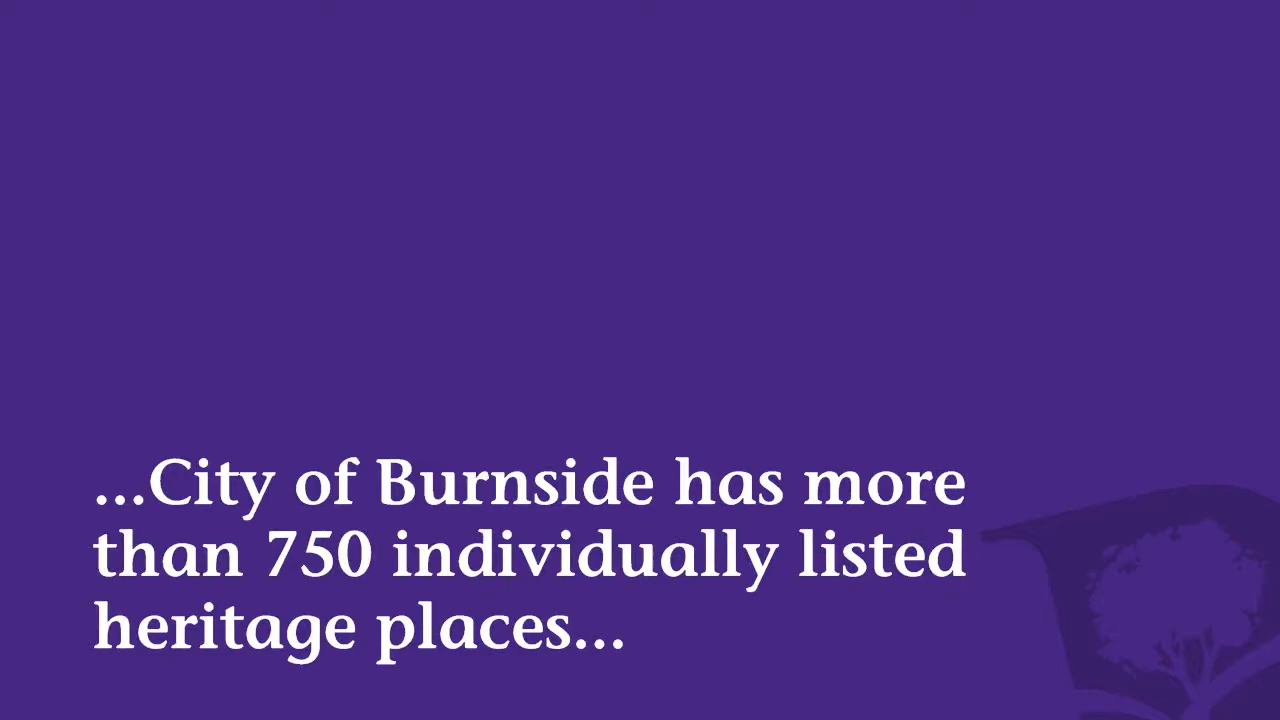 ...City of Burnside has more
than 750 individually listed
heritage places...